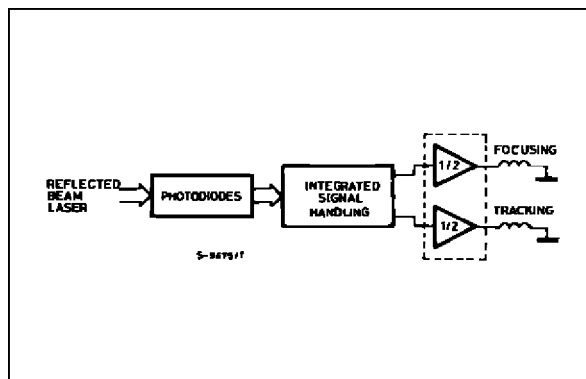 REFLECTED
BEAM
LASER
PHOTODIODES
INTEGRATED
SIGNAL
HANDLING
1/2
FOCUSING
1/2
TRACKING